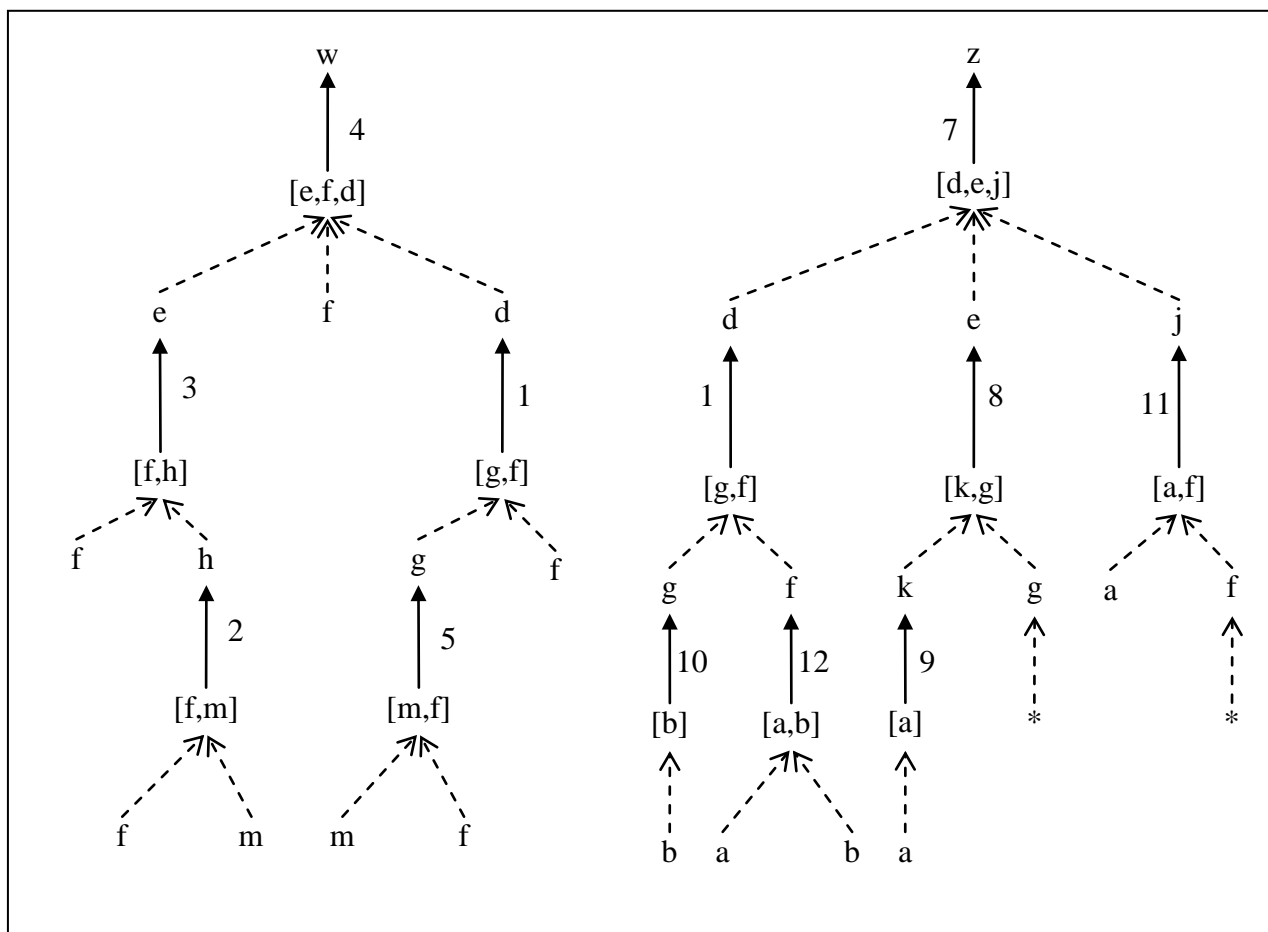 w z
4 7
[e,f,d] [d,e,j]
e f d d e j
3 1 1 8 11
[f,h] [g,f] [g,f] [k,g] [a,f]
f h g f g f k g a f
2 5 10 12 9
[f,m] [m,f] [b] [a,b] [a] * *
f m m f b a b a